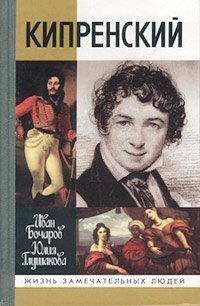 КИПРЕНСКИЙ
Иван
Бочаров
Юлия
Глушакова
ЖИЗНЬ ЗАМЕЧАТЕЛЬНЫХ ЛЮДЕЙ